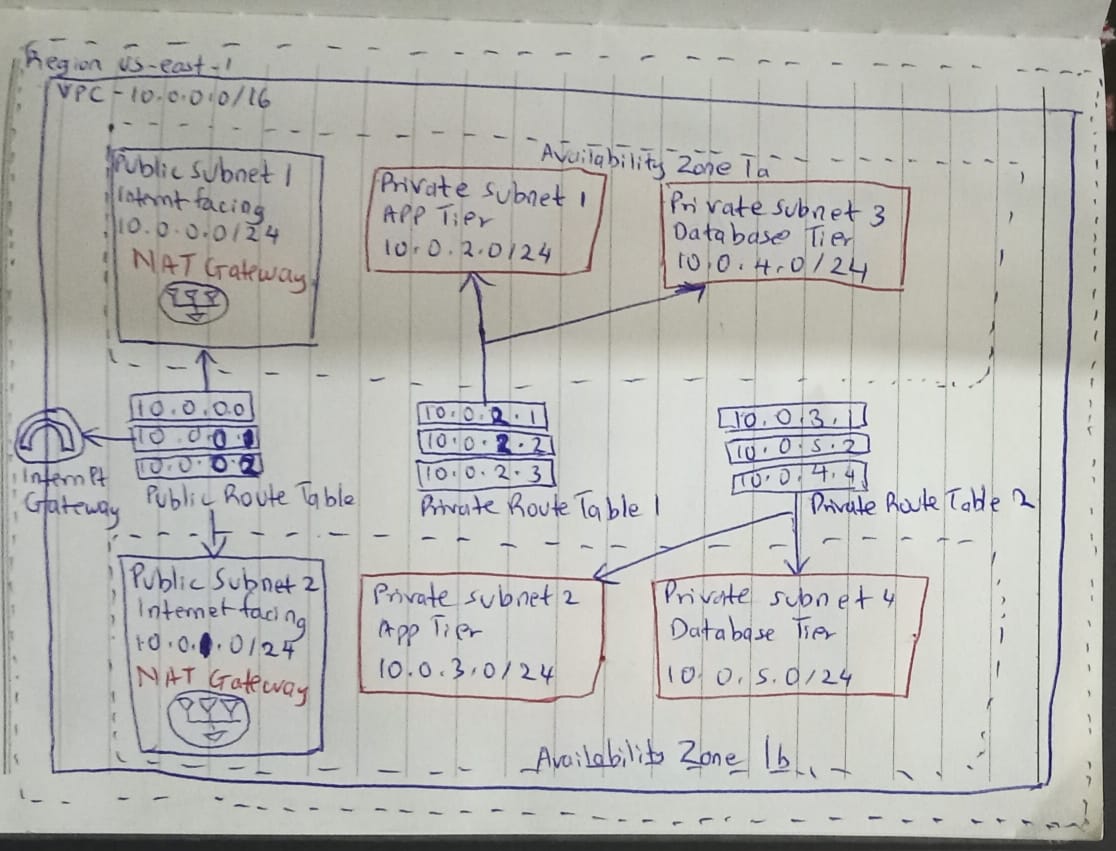 Region us-east-1
VPC - 10.0.0.0/16
Availability Zone 1a
Public Subnet 1
Internt facing
10.0.0.0/24
NAT Gateway
Private subnet 1
APP Tier
10.0.2.0/24
Private subnet 3
Database Tier
10.0.4.0/24
10.0.0.0
10.0.0.1
10.0.0.2
Public Route Table
Internet
Gateway
10.0.2.1
10.0.2.2
10.0.2.3
Private Route Table 1
10.0.3.1
10.0.5.2
10.0.4.4
Private Route Table 2
Public Subnet 2
Internet facing
10.0.1.0/24
NAT Gateway
Private subnet 2
App Tier
10.0.3.0/24
Private subnet 4
Database Tier
10.0.5.0/24
Availability Zone 1b